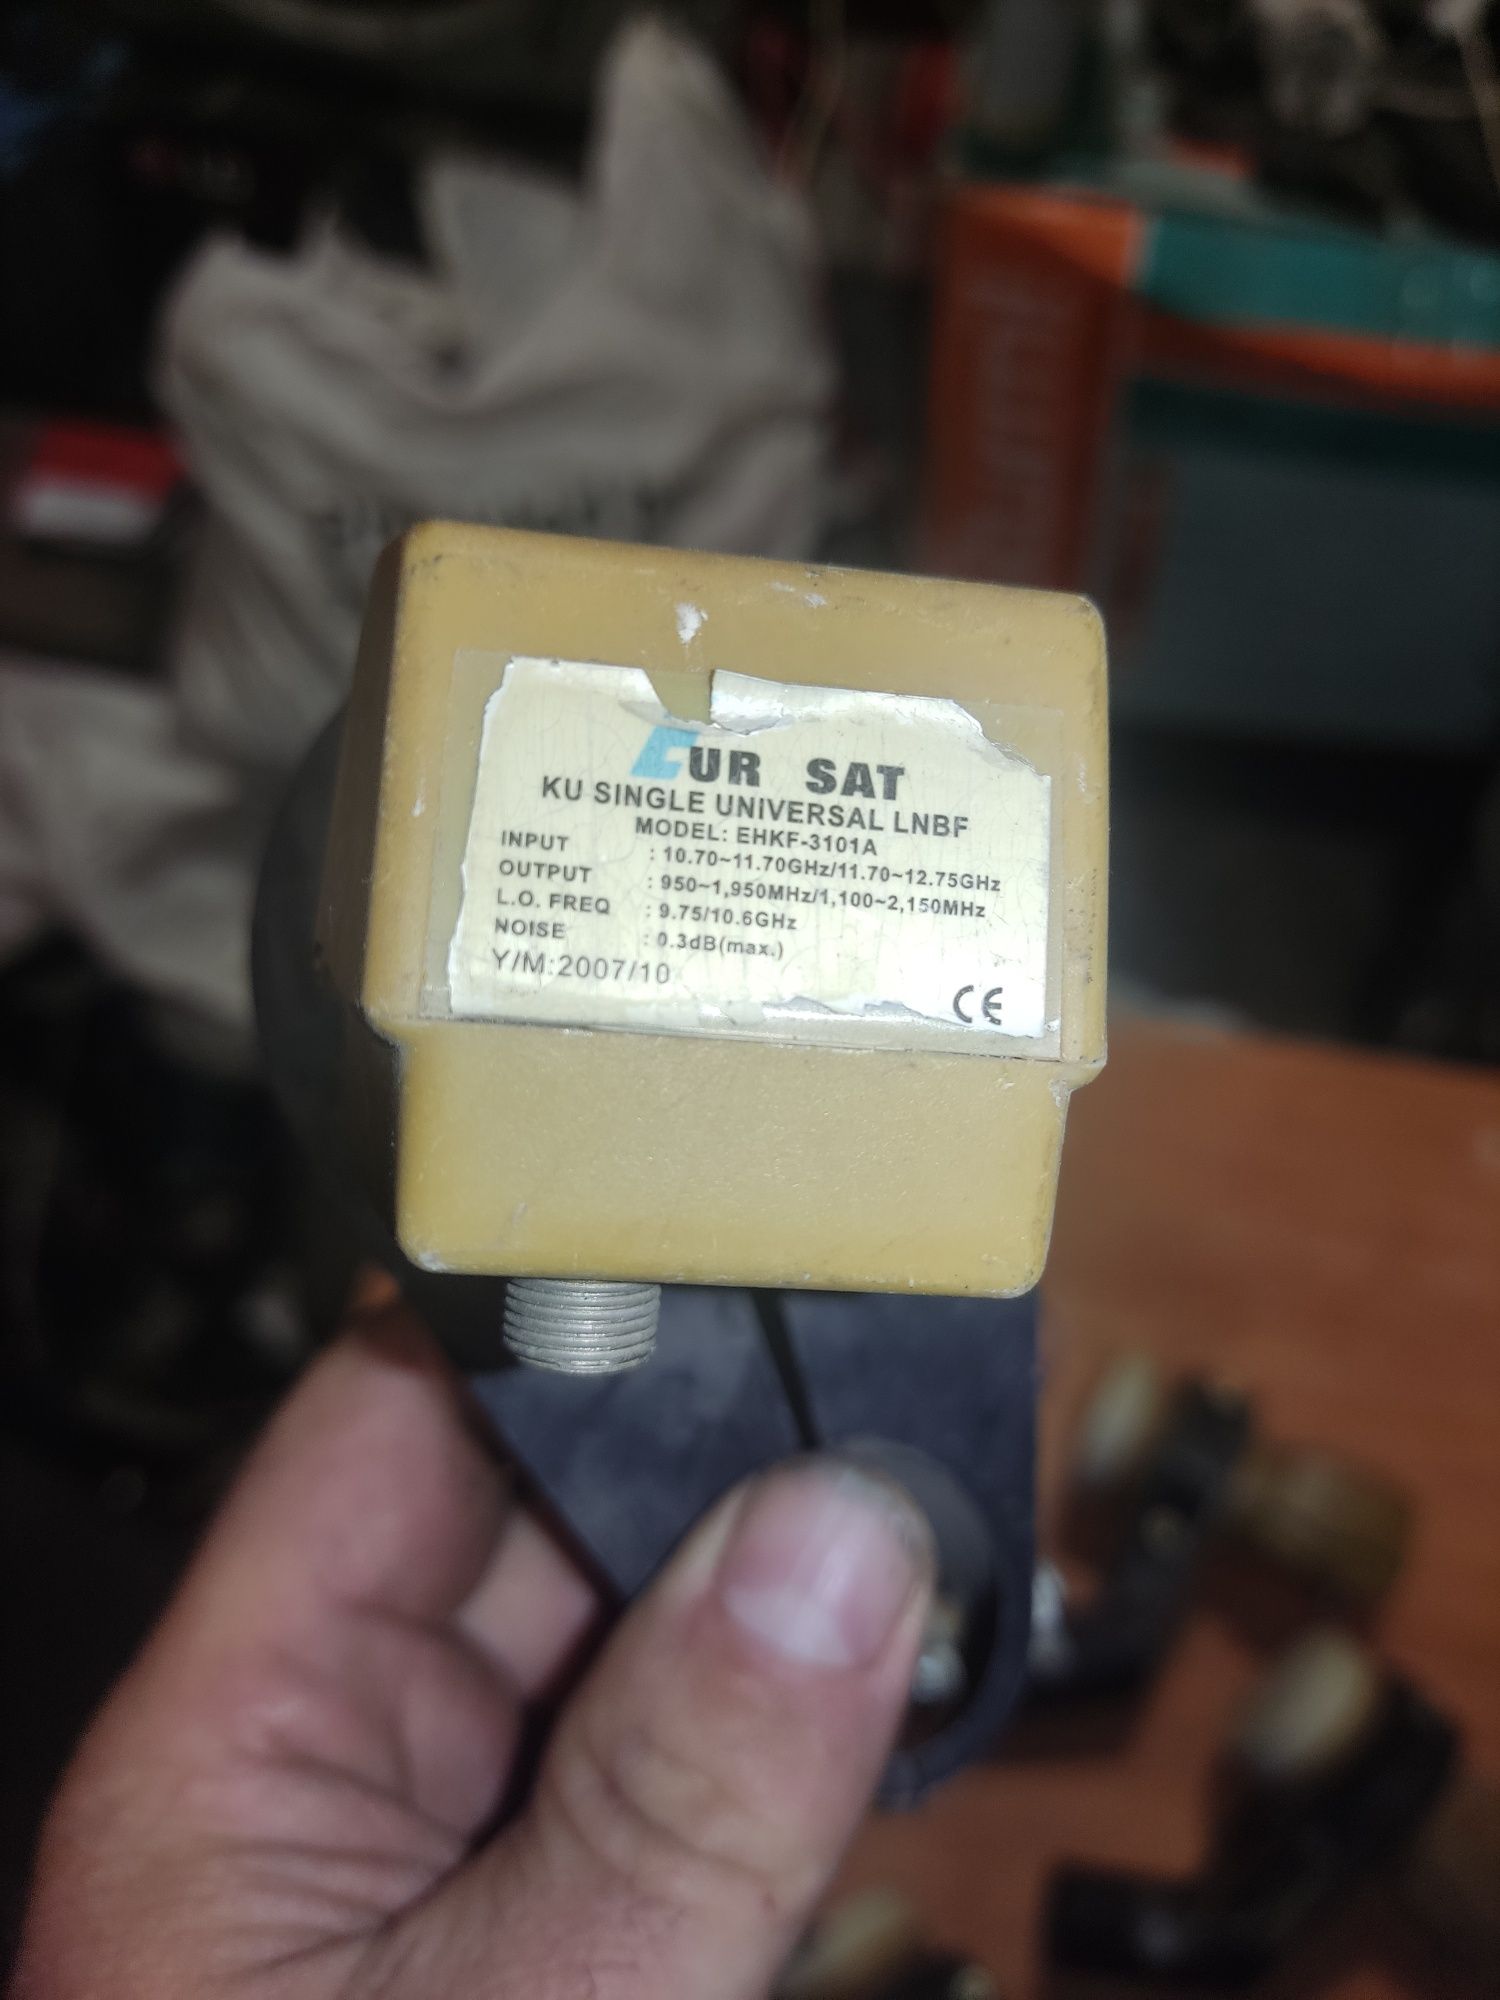 EUR SAT
KU SINGLE UNIVERSAL LNBF
MODEL: EHKF-3101A
INPUT : 10.70~11.70GHz/11.70~12.75GHz
OUTPUT : 950~1,950MHz/1,100~2,150MHz
L.O. FREQ : 9.75/10.6GHz
NOISE : 0.3dB(max.)
Y/M:2007/10
CE